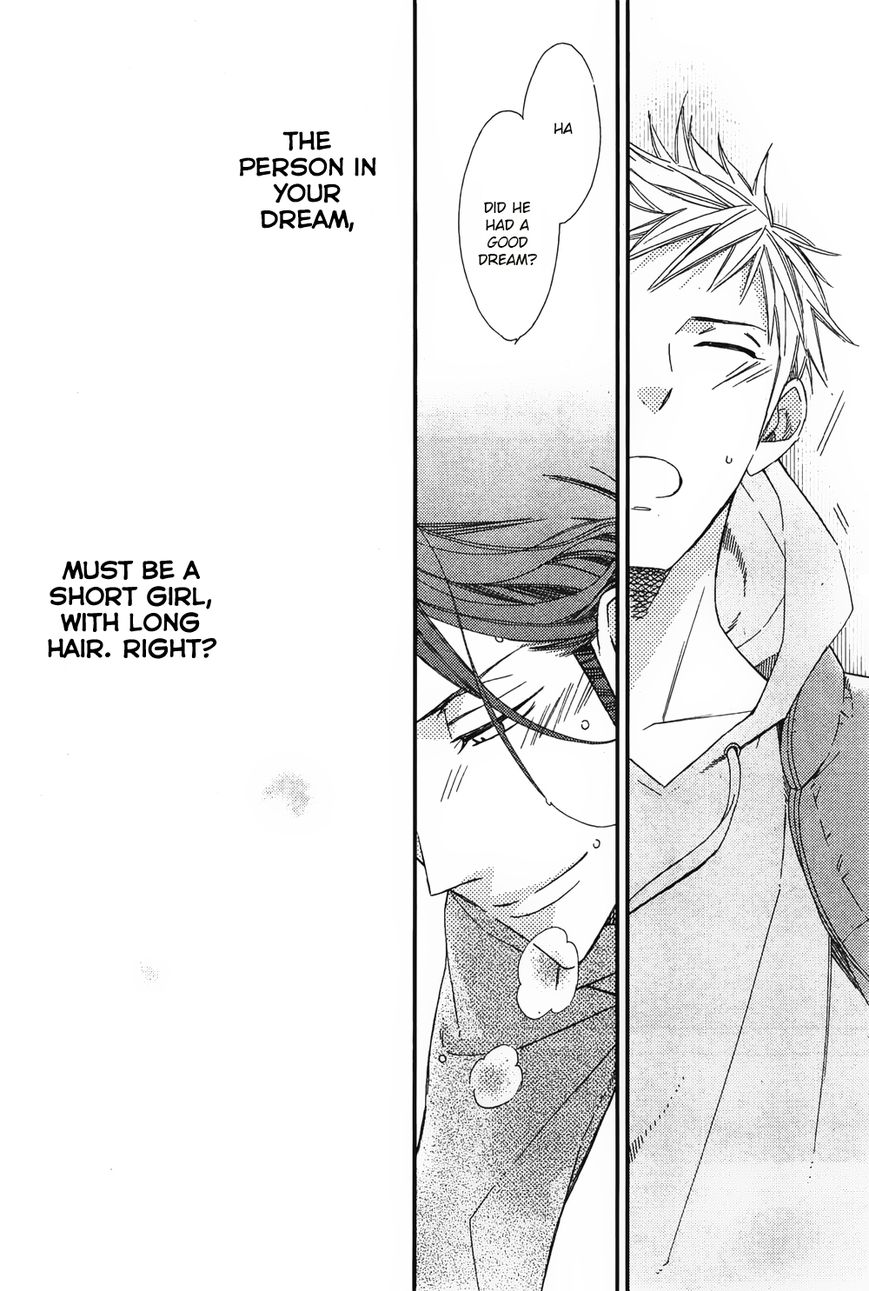 HA
DID HE
HAD A
GOOD
DREAM?
THE
PERSON IN
YOUR
DREAM,
MUST BE A
SHORT GIRL,
WITH LONG
HAIR. RIGHT?